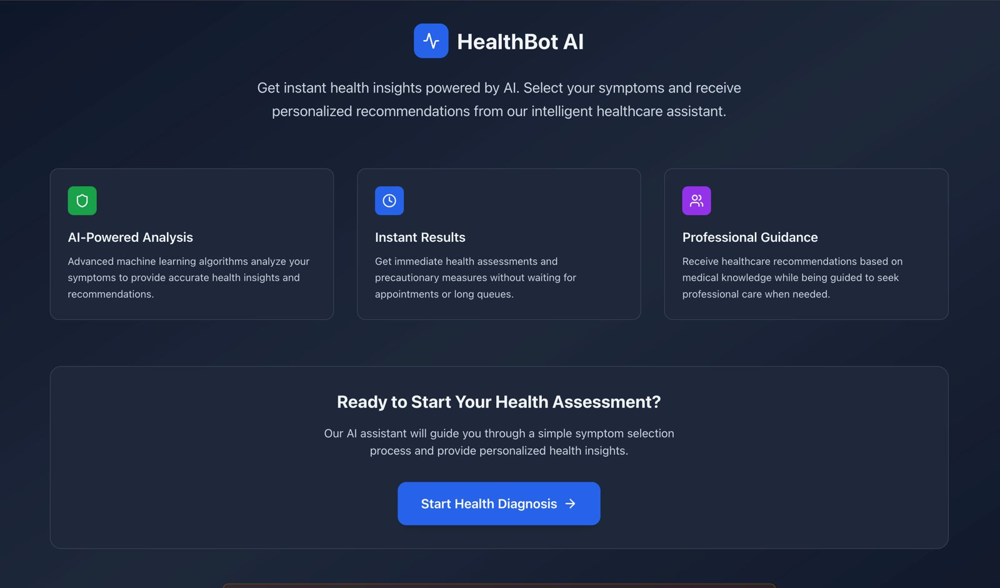 HealthBot AI
Get instant health insights powered by AI. Select your symptoms and receive
personalized recommendations from our intelligent healthcare assistant.
AI-Powered Analysis
Advanced machine learning algorithms analyze your
symptoms to provide accurate health insights and
recommendations.
Instant Results
Get immediate health assessments and
precautionary measures without waiting for
appointments or long queues.
Professional Guidance
Receive healthcare recommendations based on
medical knowledge while being guided to seek
professional care when needed.
Ready to Start Your Health Assessment?
Our AI assistant will guide you through a simple symptom selection
process and provide personalized health insights.
Start Health Diagnosis →